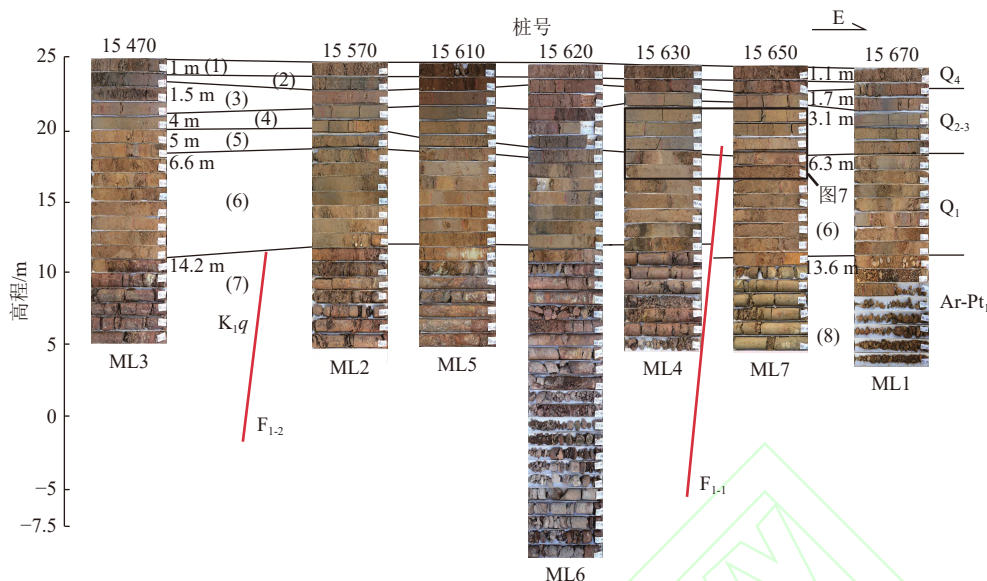 桩号
E
15 470
15 570
15 610
15 620
15 630
15 650
15 670
高程/m
25
20
15
10
5
0
−5
−7.5
1 m
(1)
(2)
1.5 m
(3)
4 m
(4)
5 m
(5)
6.6 m
(6)
14.2 m
(7)
K₁q
F₁₋₂
1.1 m
1.7 m
3.1 m
6.3 m
图7
(6)
13.6 m
(8)
F₁₋₁
Q₄
Q₂₋₃
Q₁
Ar-Pt₁
ML3
ML2
ML5
ML4
ML7
ML1
ML6